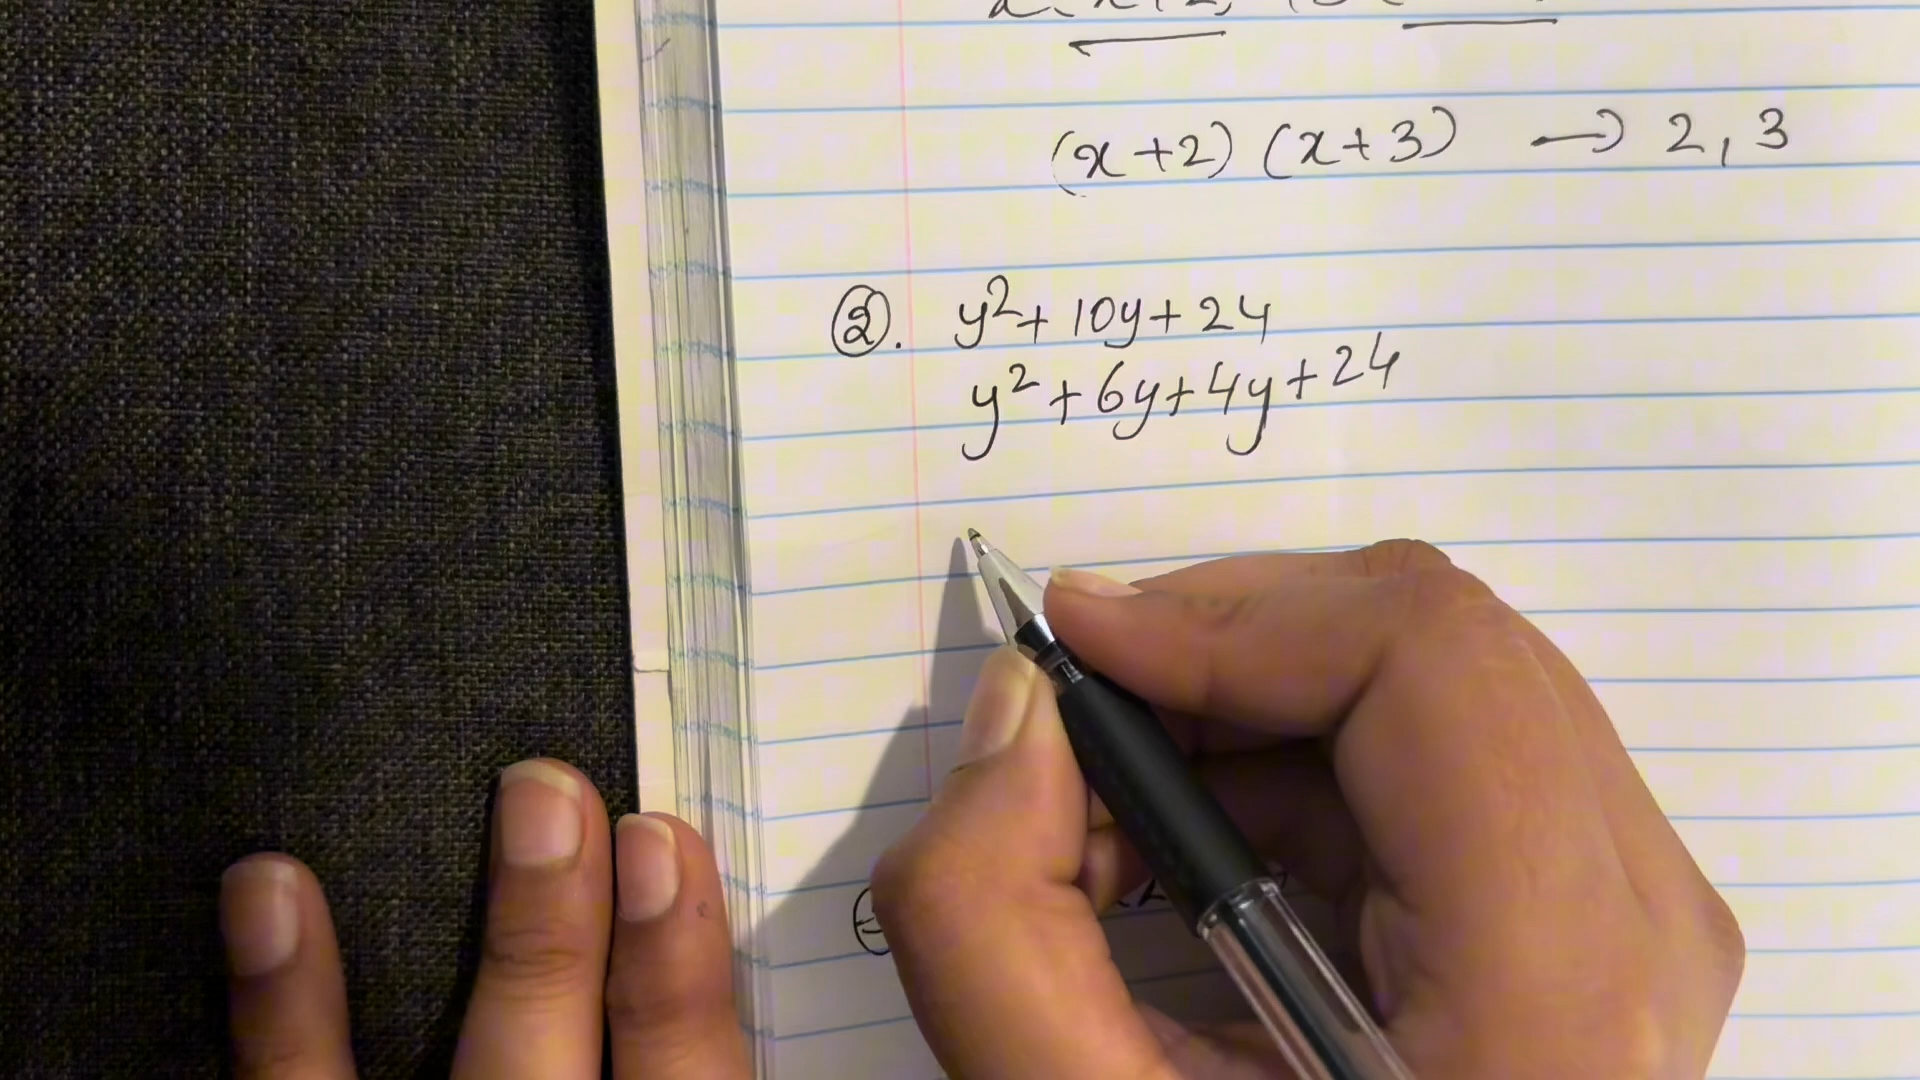 (x+2) (x+3) → 2, 3
②. y²+ 10y+ 24
y² + 6y+4y+24